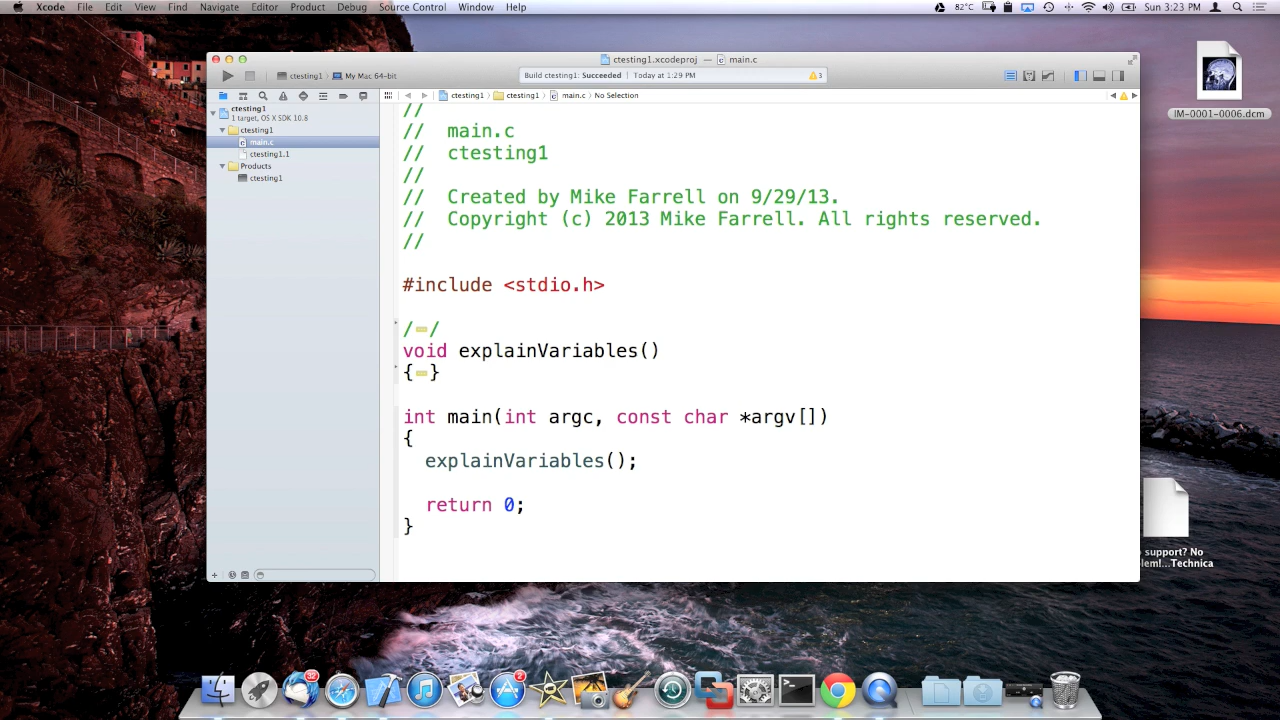 Xcode File Edit View Navigate Editor Product Debug Source Control Window Help
82°C Sun 3:23 PM
ctesting1.xcodeproj — main.c
ctesting1 My Mac 64-bit
Build ctesting1: Succeeded Today at 1:29 PM
3
ctesting1 ctesting1 main.c No Selection
ctesting1
1 target, OS X SDK 10.8
ctesting1
main.c
ctesting1.1
Products
ctesting1
//
// main.c
// ctesting1
//
// Created by Mike Farrell on 9/29/13.
// Copyright (c) 2013 Mike Farrell. All rights reserved.
//
#include <stdio.h>
/ /
void explainVariables()
{ }
int main(int argc, const char *argv[])
{
explainVariables();
return 0;
}
IM-0001-0006.dcm
support? No
lem!...Technica
32
2